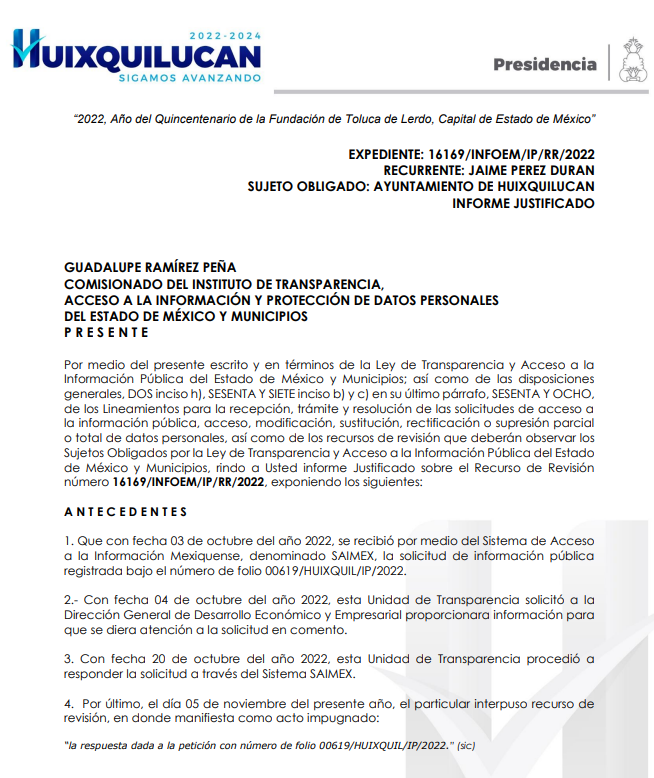 2022-2024
HUIXQUILUCAN
SIGAMOS AVANZANDO
Presidencia
“2022, Año del Quincentenario de la Fundación de Toluca de Lerdo, Capital de Estado de México”
EXPEDIENTE: 16169/INFOEM/IP/RR/2022
RECURRENTE: JAIME PEREZ DURAN
SUJETO OBLIGADO: AYUNTAMIENTO DE HUIXQUILUCAN
INFORME JUSTIFICADO
GUADALUPE RAMÍREZ PEÑA
COMISIONADO DEL INSTITUTO DE TRANSPARENCIA,
ACCESO A LA INFORMACIÓN Y PROTECCIÓN DE DATOS PERSONALES
DEL ESTADO DE MÉXICO Y MUNICIPIOS
P R E S E N T E
Por medio del presente escrito y en términos de la Ley de Transparencia y Acceso a la
Información Pública del Estado de México y Municipios; así como de las disposiciones
generales, DOS inciso h), SESENTA Y SIETE inciso b) y c) en su último párrafo, SESENTA Y OCHO,
de los Lineamientos para la recepción, trámite y resolución de las solicitudes de acceso a
la información pública, acceso, modificación, sustitución, rectificación o supresión parcial
o total de datos personales, así como de los recursos de revisión que deberán observar los
Sujetos Obligados por la Ley de Transparencia y Acceso a la Información Pública del Estado
de México y Municipios, rindo a Usted informe Justificado sobre el Recurso de Revisión
número 16169/INFOEM/IP/RR/2022, exponiendo los siguientes:
A N T E C E D E N T E S
1. Que con fecha 03 de octubre del año 2022, se recibió por medio del Sistema de Acceso
a la Información Mexiquense, denominado SAIMEX, la solicitud de información pública
registrada bajo el número de folio 00619/HUIXQUIL/IP/2022.
2.- Con fecha 04 de octubre del año 2022, esta Unidad de Transparencia solicitó a la
Dirección General de Desarrollo Económico y Empresarial proporcionara información para
que se diera atención a la solicitud en comento.
3. Con fecha 20 de octubre del año 2022, esta Unidad de Transparencia procedió a
responder la solicitud a través del Sistema SAIMEX.
4. Por último, el día 05 de noviembre del presente año, el particular interpuso recurso de
revisión, en donde manifiesta como acto impugnado:
“la respuesta dada a la petición con número de folio 00619/HUIXQUIL/IP/2022.” (sic)